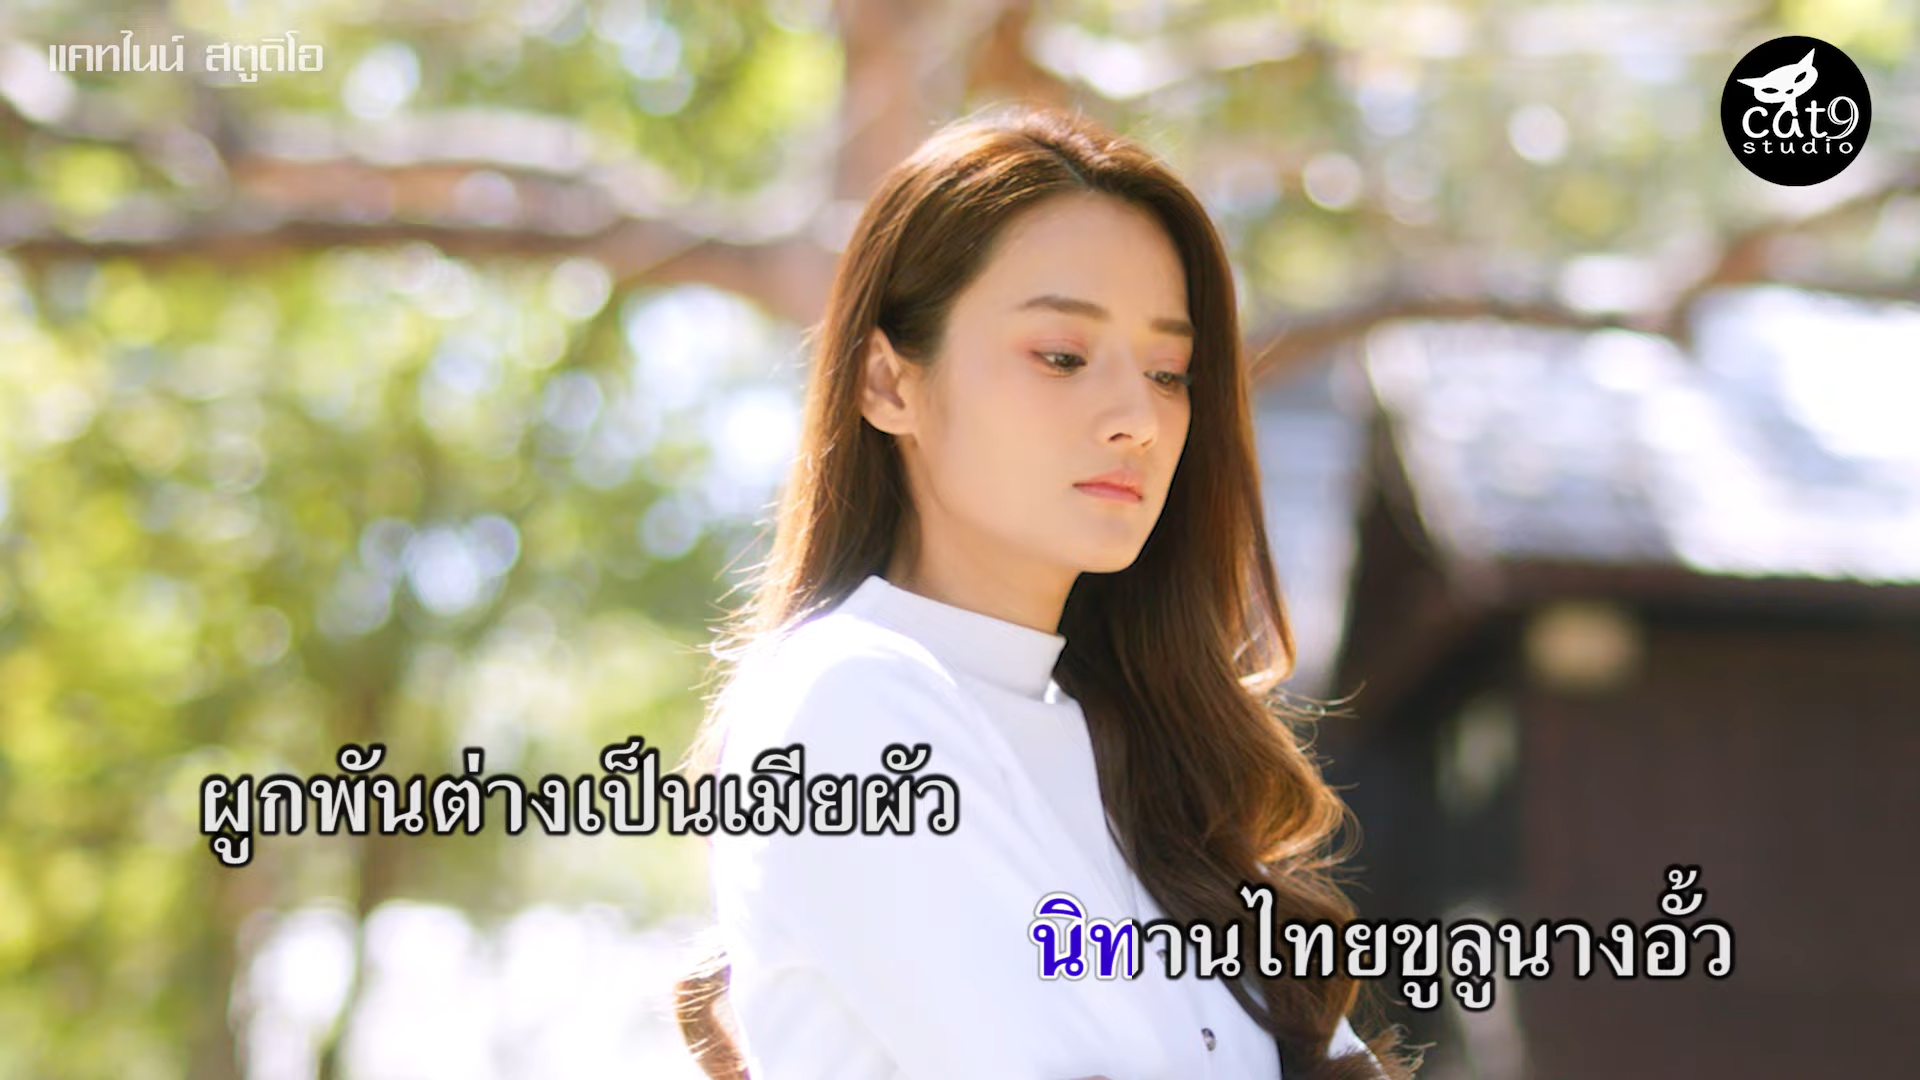 แคทไนน์ สตูดิโอ
cat9
studio
ผูกพันต่างเป็นเมียผัว
นิทานไทยขูลูนางอั้ว